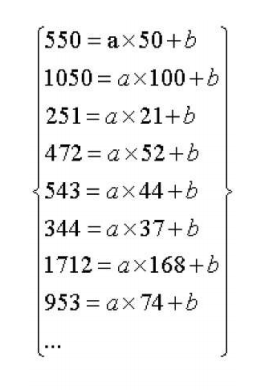 550 = a×50+b
1050 = a×100+b
251 = a×21+b
472 = a×52+b
543 = a×44+b
344 = a×37+b
1712 = a×168+b
953 = a×74+b
...